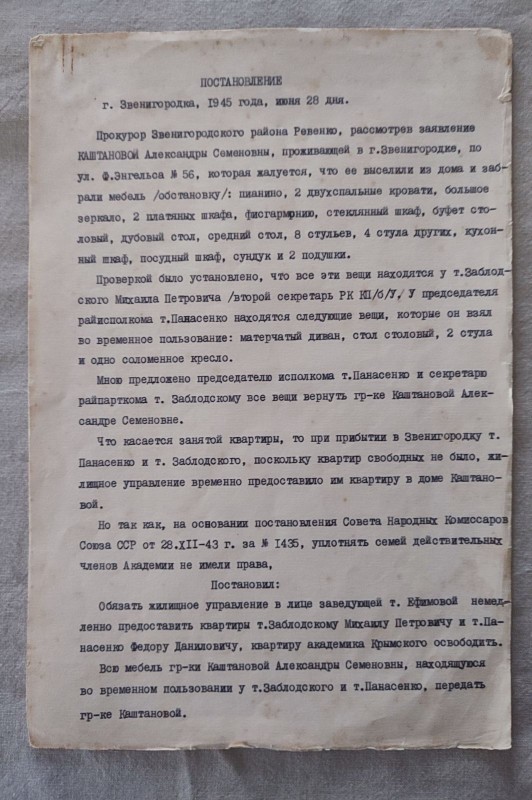 ПОСТАНОВЛЕНИЕ
г. Звенигородка, 1945 года, июня 28 дня.
Прокурор Звенигородского района Ревенко, рассмотрев заявление
КАШТАНОВОЙ Александры Семеновны, проживающей в г.Звенигородке, по
ул. Ф.Энгельса № 56, которая жалуется, что ее выселили из дома и заб-
рали мебель /обстановку/: пианино, 2 двухспальные кровати, большое
зеркало, 2 платяных шкафа, фисгармонию, стеклянный шкаф, буфет сто-
ловый, дубовый стол, средний стол, 8 стульев, 4 стула других, кухон-
ный шкаф, посудный шкаф, сундук и 2 подушки.
Проверкой было установлено, что все эти вещи находятся у т.Заблод-
ского Михаила Петровича /второй секретарь РК КП/б/У. У председателя
райисполкома т.Панасенко находятся следующие вещи, которые он взял
во временное пользование: матерчатый диван, стол столовый, 2 стула
и одно соломенное кресло.
Мною предложено председателю исполкома т.Панасенко и секретарю
райпарткома т. Заблодскому все вещи вернуть гр-ке Каштановой Алек-
сандре Семеновне.
Что касается занятой квартиры, то при прибытии в Звенигородку т.
Панасенко и т. Заблодского, поскольку квартир свободных не было, жи-
лищное управление временно предоставило им квартиру в доме Каштано-
вой.
Но так как, на основании постановления Совета Народных Комиссаров
Союза ССР от 28.XII-43 г. за № 1435, уплотнять семей действительных
членов Академии не имели права,
Постановил:
Обязать жилищное управление в лице заведующей т. Ефимовой немед-
ленно предоставить квартиры т.Заблодскому Михаилу Петровичу и т.Па-
насенко Федору Даниловичу, квартиру академика Крымского освободить.
Всю мебель гр-ки Каштановой Александры Семеновны, находящуюся
во временном пользовании у т.Заблодского и т.Панасенко, передать
гр-ке Каштановой.